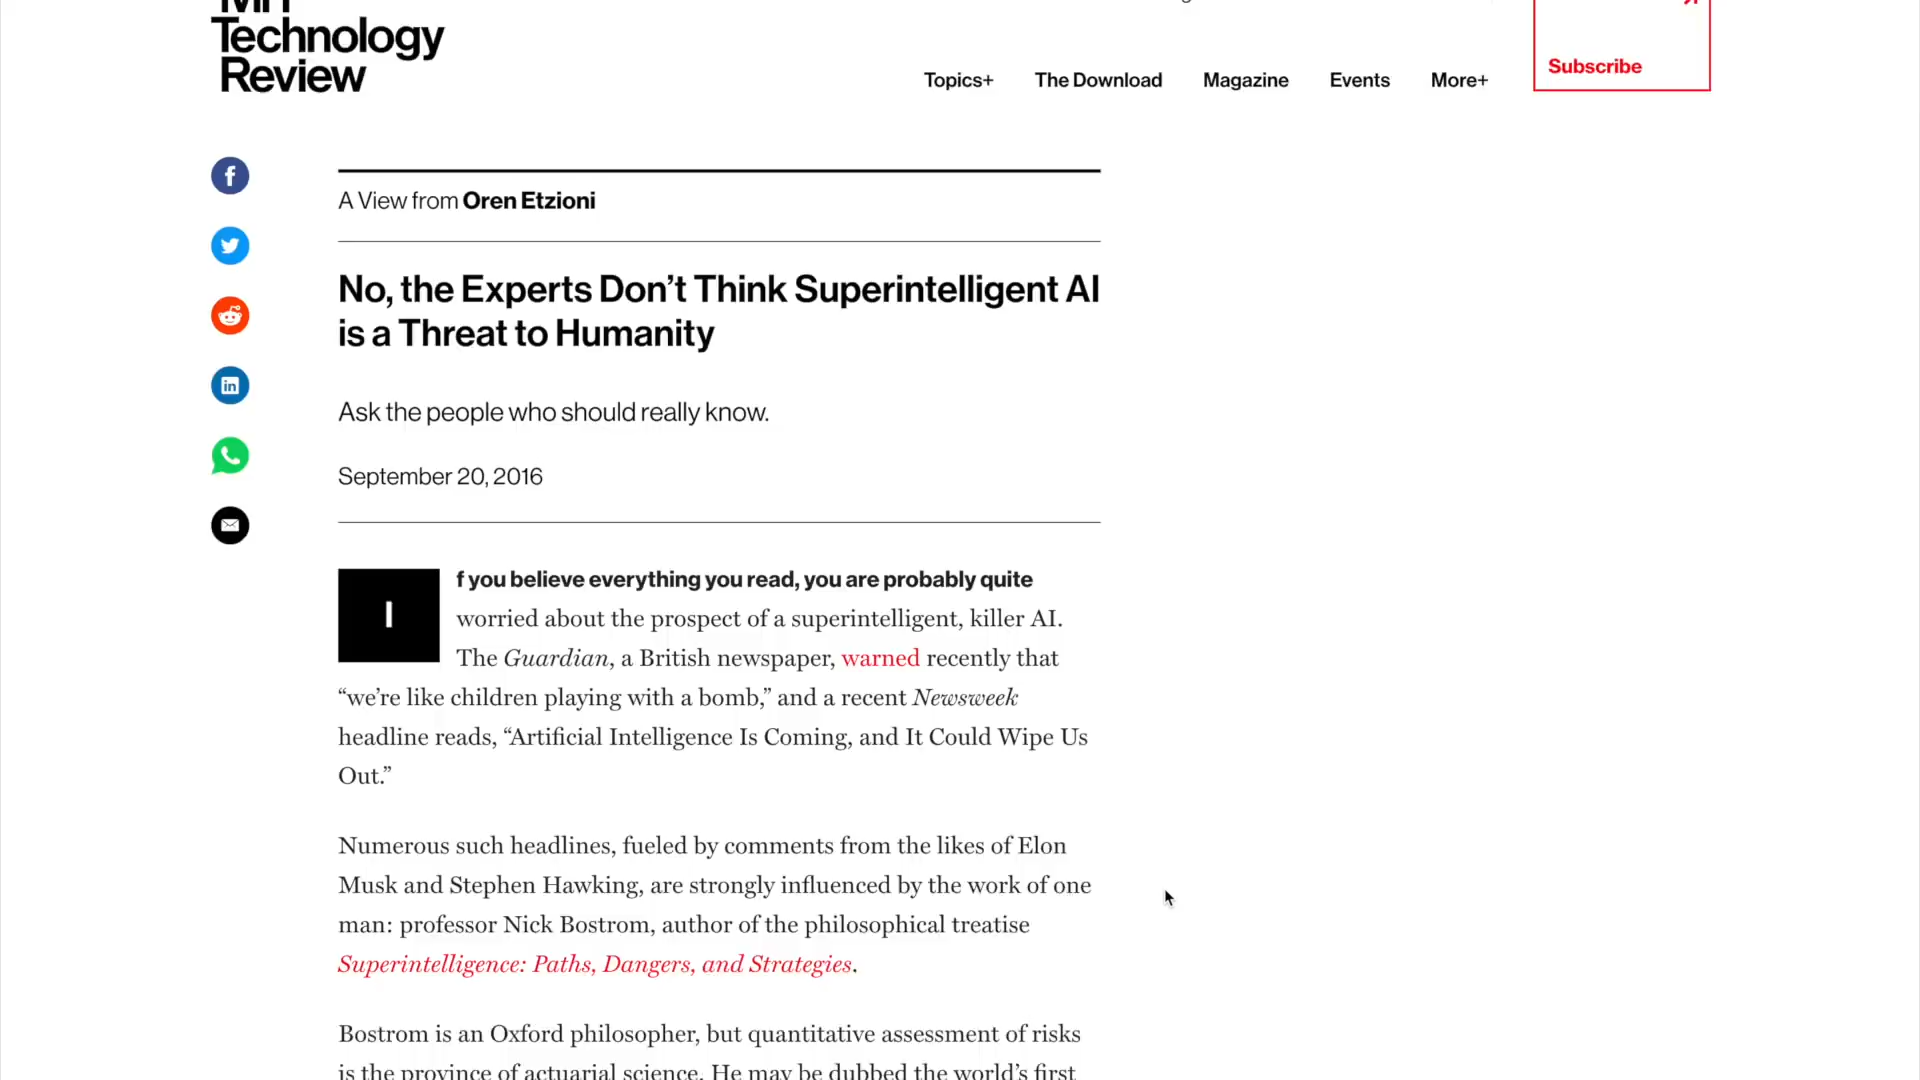 MIT
Technology
Review
Topics+
The Download
Magazine
Events
More+
Subscribe
A View from Oren Etzioni
No, the Experts Don’t Think Superintelligent AI
is a Threat to Humanity
Ask the people who should really know.
September 20, 2016
If you believe everything you read, you are probably quite
worried about the prospect of a superintelligent, killer AI.
The Guardian, a British newspaper, warned recently that
“we’re like children playing with a bomb,” and a recent Newsweek
headline reads, “Artificial Intelligence Is Coming, and It Could Wipe Us
Out.”
Numerous such headlines, fueled by comments from the likes of Elon
Musk and Stephen Hawking, are strongly influenced by the work of one
man: professor Nick Bostrom, author of the philosophical treatise
Superintelligence: Paths, Dangers, and Strategies.
Bostrom is an Oxford philosopher, but quantitative assessment of risks
is the province of actuarial science. He may be dubbed the world’s first